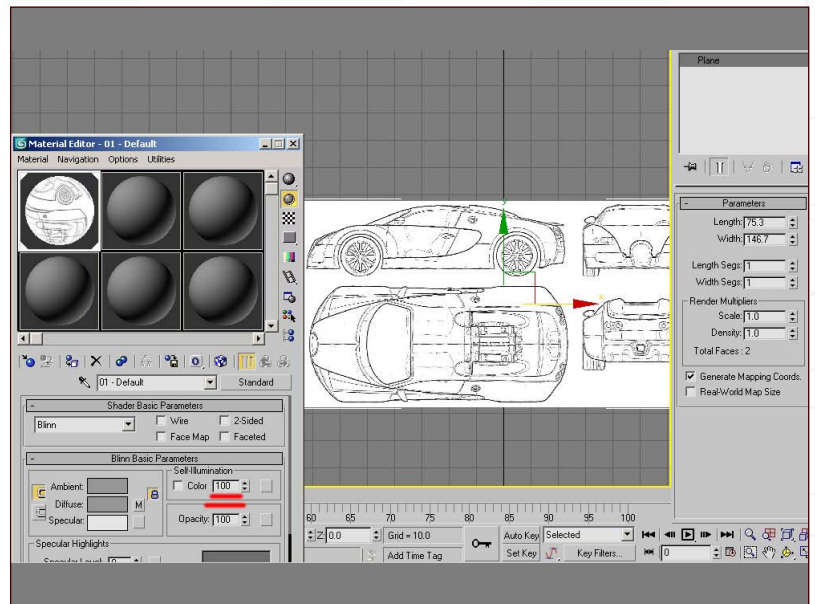 Plane
Material Editor - 01 - Default
Material Navigation Options Utilities
01 - Default
Standard
Shader Basic Parameters
Blinn
Wire
2-Sided
Face Map
Faceted
Blinn Basic Parameters
Self-Illumination
Ambient:
Color 100
Diffuse:
M
Specular:
Opacity: 100
Specular Highlights
Specular Level: 0
y
x
Parameters
Length: 75.3
Width: 146.7
Length Segs: 1
Width Segs: 1
Render Multipliers
Scale: 1.0
Density: 1.0
Total Faces : 2
Generate Mapping Coords.
Real-World Map Size
60 65 70 75 80 85 90 95 100
Z: 0.0
Grid = 10.0
Auto Key
Selected
Add Time Tag
Set Key
Key Filters...
0